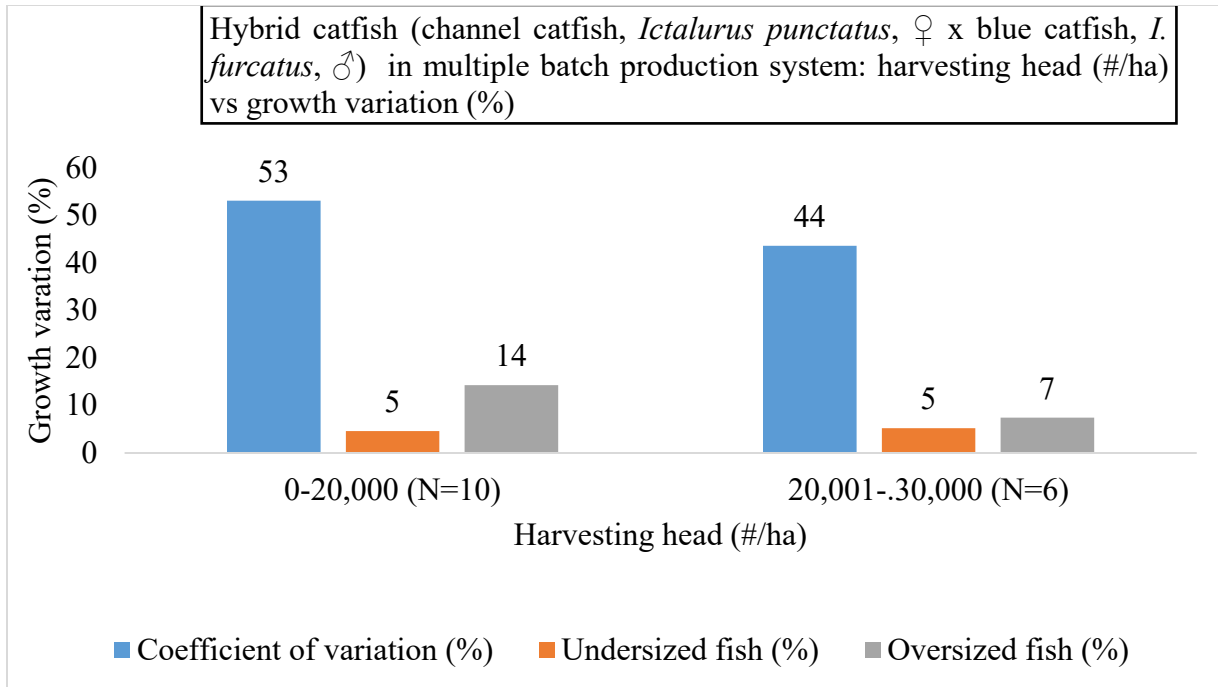 Hybrid catfish (channel catfish, Ictalurus punctatus, ♀ x blue catfish, I.
furcatus, ♂) in multiple batch production system: harvesting head (#/ha)
vs growth variation (%)
Growth varation (%)
60
50
40
30
20
10
0
53
5
14
44
5
7
0-20,000 (N=10)
20,001-.30,000 (N=6)
Harvesting head (#/ha)
Coefficient of variation (%)
Undersized fish (%)
Oversized fish (%)